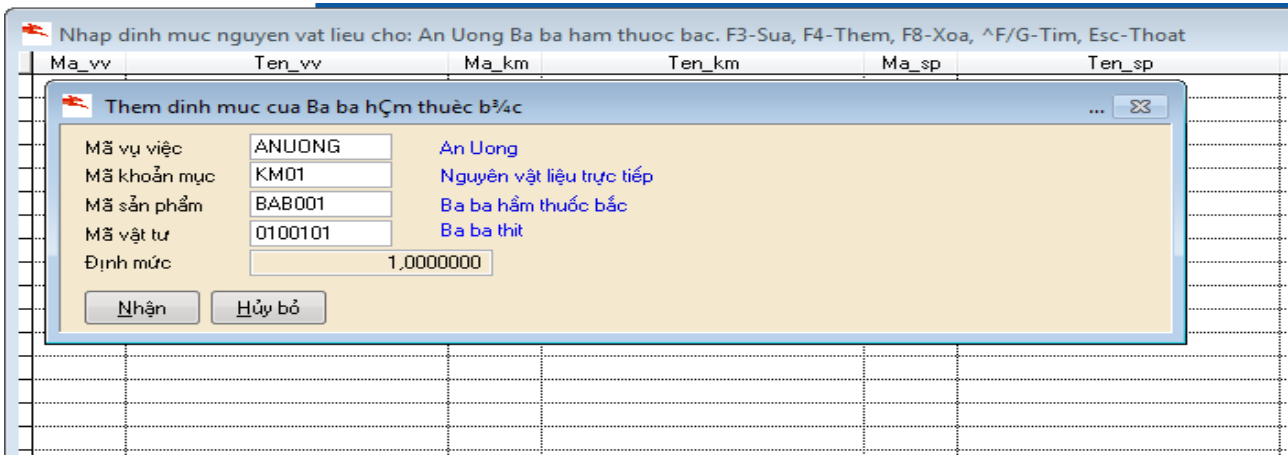 Nhap dinh muc nguyen vat lieu cho: An Uong Ba ba ham thuoc bac. F3-Sua, F4-Them, F8-Xoa, ^F/G-Tim, Esc-Thoat
Ma_vv Ten_vv Ma_km Ten_km Ma_sp Ten_sp
Them dinh muc cua Ba ba hÇm thuèc b¾c ...
Mã vụ việc ANUONG An Uong
Mã khoản mục KM01 Nguyên vật liệu trực tiếp
Mã sản phẩm BAB001 Ba ba hầm thuốc bắc
Mã vật tư 0100101 Ba ba thit
Định mức 1,0000000
Nhận Hủy bỏ